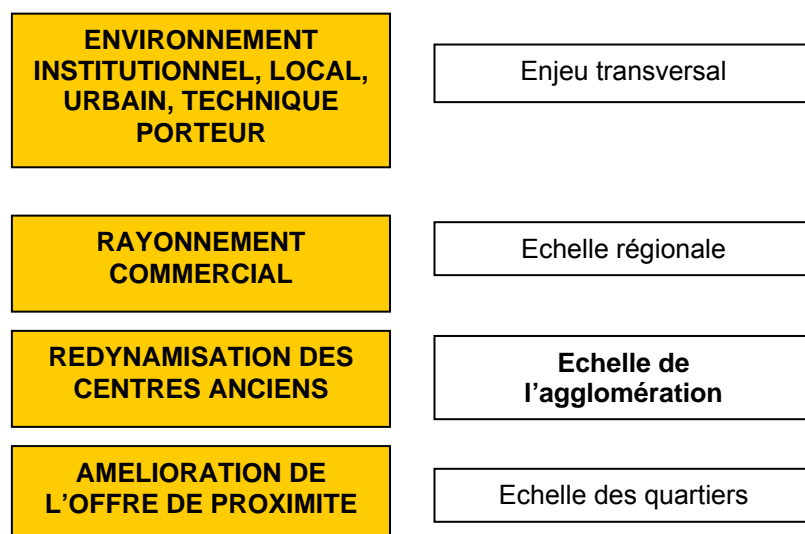 ENVIRONNEMENT
INSTITUTIONNEL, LOCAL,
URBAIN, TECHNIQUE
PORTEUR
Enjeu transversal
RAYONNEMENT
COMMERCIAL
Echelle régionale
REDYNAMISATION DES
CENTRES ANCIENS
Echelle de
l’agglomération
AMELIORATION DE
L’OFFRE DE PROXIMITE
Echelle des quartiers